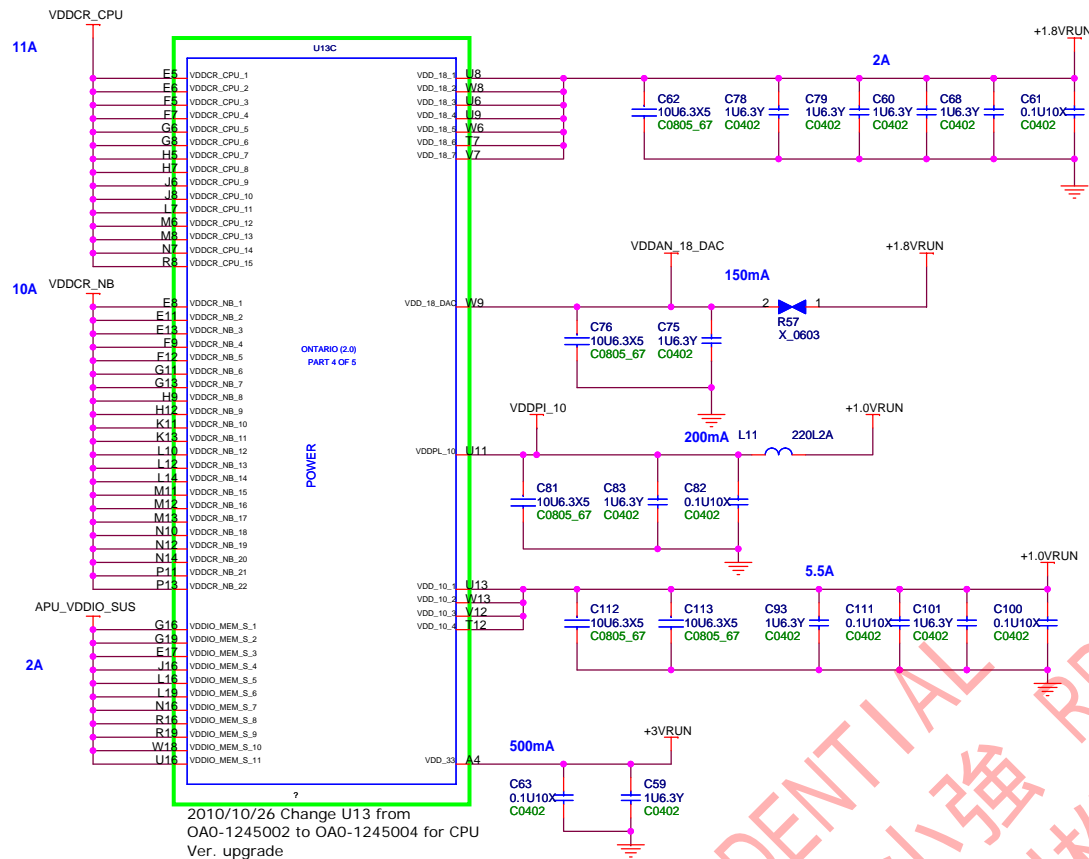 VDDCR_CPU
11A
U13C
E5 VDDCR_CPU_1
E6 VDDCR_CPU_2
F5 VDDCR_CPU_3
F7 VDDCR_CPU_4
G6 VDDCR_CPU_5
G8 VDDCR_CPU_6
H5 VDDCR_CPU_7
H7 VDDCR_CPU_8
J6 VDDCR_CPU_9
J8 VDDCR_CPU_10
L7 VDDCR_CPU_11
M6 VDDCR_CPU_12
M8 VDDCR_CPU_13
N7 VDDCR_CPU_14
R8 VDDCR_CPU_15
10A
VDDCR_NB
E8 VDDCR_NB_1
E11 VDDCR_NB_2
E13 VDDCR_NB_3
F9 VDDCR_NB_4
F12 VDDCR_NB_5
G11 VDDCR_NB_6
G13 VDDCR_NB_7
H9 VDDCR_NB_8
H12 VDDCR_NB_9
K11 VDDCR_NB_10
K13 VDDCR_NB_11
L10 VDDCR_NB_12
L12 VDDCR_NB_13
L14 VDDCR_NB_14
M11 VDDCR_NB_15
M12 VDDCR_NB_16
M13 VDDCR_NB_17
N10 VDDCR_NB_18
N12 VDDCR_NB_19
N14 VDDCR_NB_20
P11 VDDCR_NB_21
P13 VDDCR_NB_22
APU_VDDIO_SUS
2A
G16 VDDIO_MEM_S_1
G19 VDDIO_MEM_S_2
E17 VDDIO_MEM_S_3
J16 VDDIO_MEM_S_4
L16 VDDIO_MEM_S_5
L19 VDDIO_MEM_S_6
N16 VDDIO_MEM_S_7
R16 VDDIO_MEM_S_8
R19 VDDIO_MEM_S_9
W18 VDDIO_MEM_S_10
U16 VDDIO_MEM_S_11
ONTARIO (2.0)
PART 4 OF 5
POWER
?
VDD_18_1 U8
VDD_18_2 W8
VDD_18_3 U6
VDD_18_4 U9
VDD_18_5 W6
VDD_18_6 T7
VDD_18_7 V7
2A
+1.8VRUN
C62
10U6.3X5
C0805_67
C78
1U6.3Y
C0402
C79
1U6.3Y
C0402
C60
1U6.3Y
C0402
C68
1U6.3Y
C0402
C61
0.1U10X
C0402
VDD_18_DAC W9
VDDAN_18_DAC
150mA
+1.8VRUN
2 1
R57
X_0603
C76
10U6.3X5
C0805_67
C75
1U6.3Y
C0402
VDDPL_10 U11
VDDPI_10
200mA
L11 220L2A
+1.0VRUN
C81
10U6.3X5
C0805_67
C83
1U6.3Y
C0402
C82
0.1U10X
C0402
VDD_10_1 U13
VDD_10_2 W13
VDD_10_3 V12
VDD_10_4 T12
5.5A
+1.0VRUN
C112
10U6.3X5
C0805_67
C113
10U6.3X5
C0805_67
C93
1U6.3Y
C0402
C111
0.1U10X
C0402
C101
1U6.3Y
C0402
C100
0.1U10X
C0402
VDD_33 A4
500mA
+3VRUN
C63
0.1U10X
C0402
C59
1U6.3Y
C0402
2010/10/26 Change U13 from
OA0-1245002 to OA0-1245004 for CPU
Ver. upgrade
DENTIAL
小強